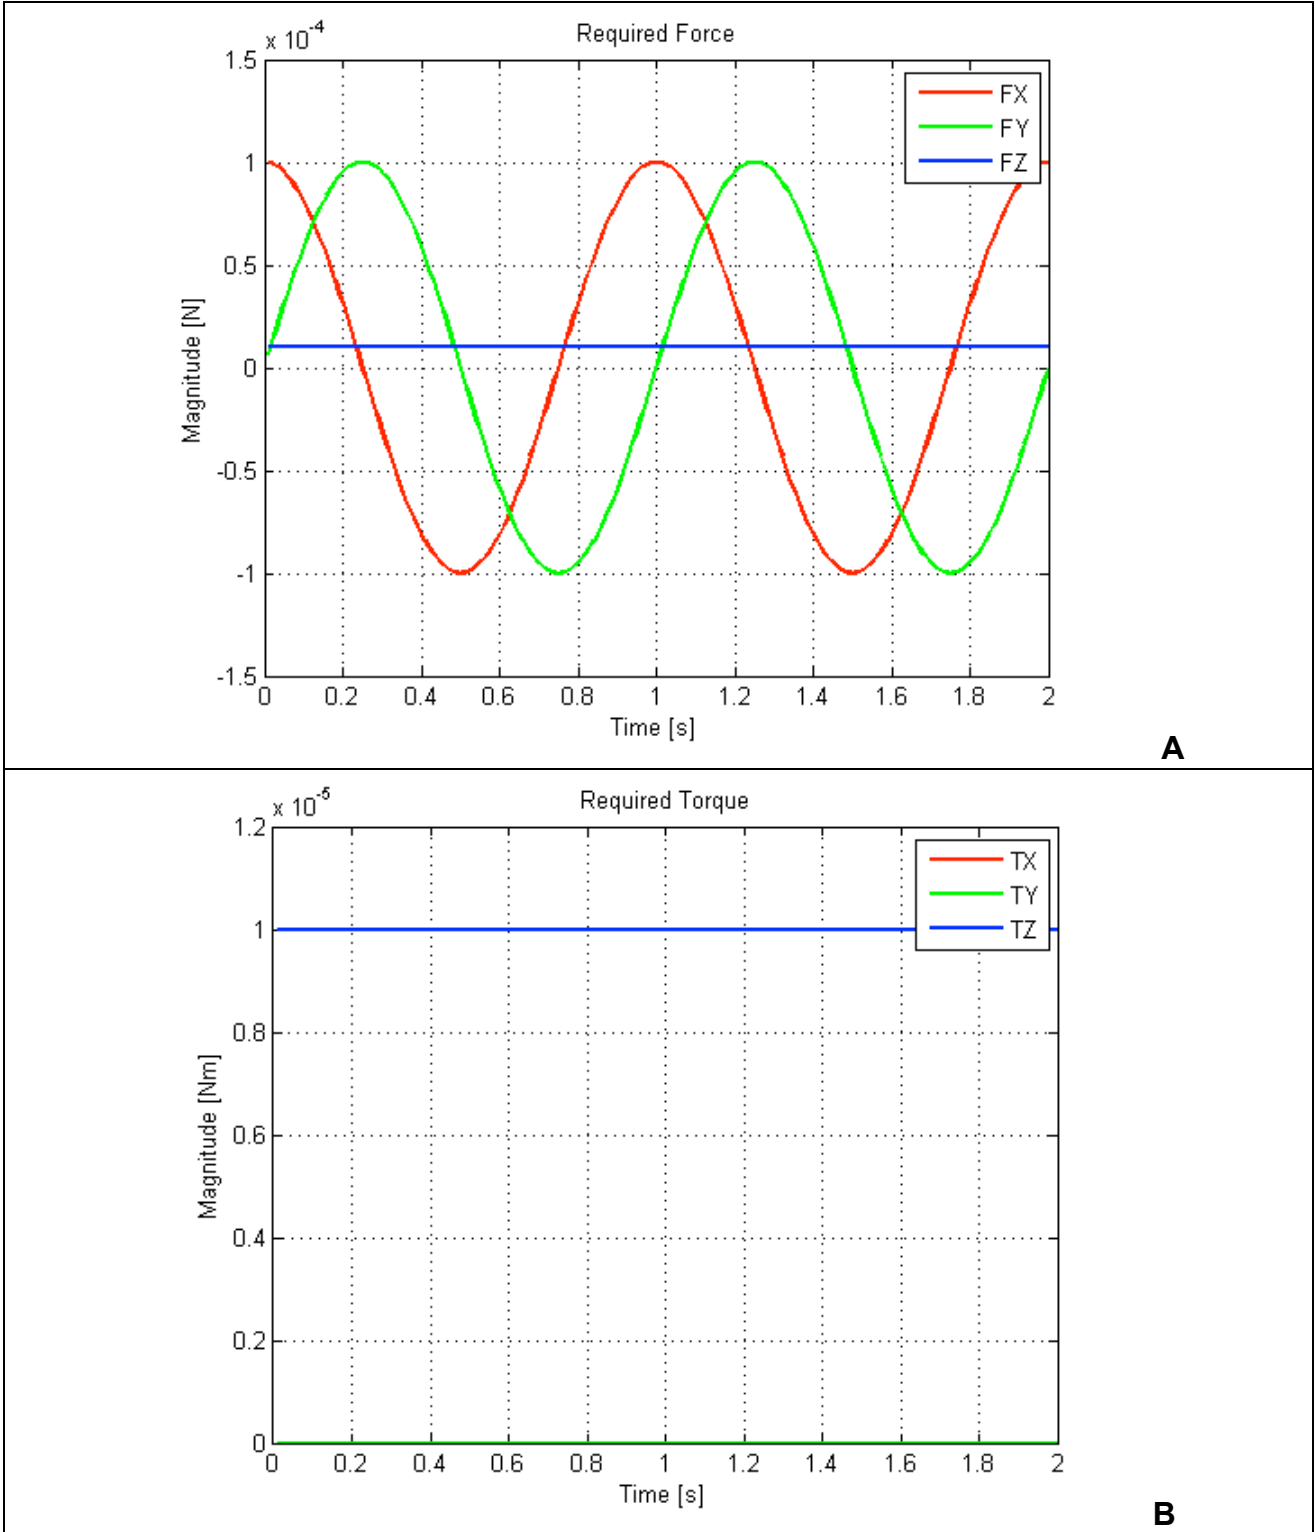 Required Force
x 10^-4
1.5
1
0.5
0
-0.5
-1
-1.5
Magnitude [N]
FX
FY
FZ
0 0.2 0.4 0.6 0.8 1 1.2 1.4 1.6 1.8 2
Time [s]
A
Required Torque
x 10^-5
1.2
1
0.8
0.6
0.4
0.2
0
Magnitude [Nm]
TX
TY
TZ
0 0.2 0.4 0.6 0.8 1 1.2 1.4 1.6 1.8 2
Time [s]
B